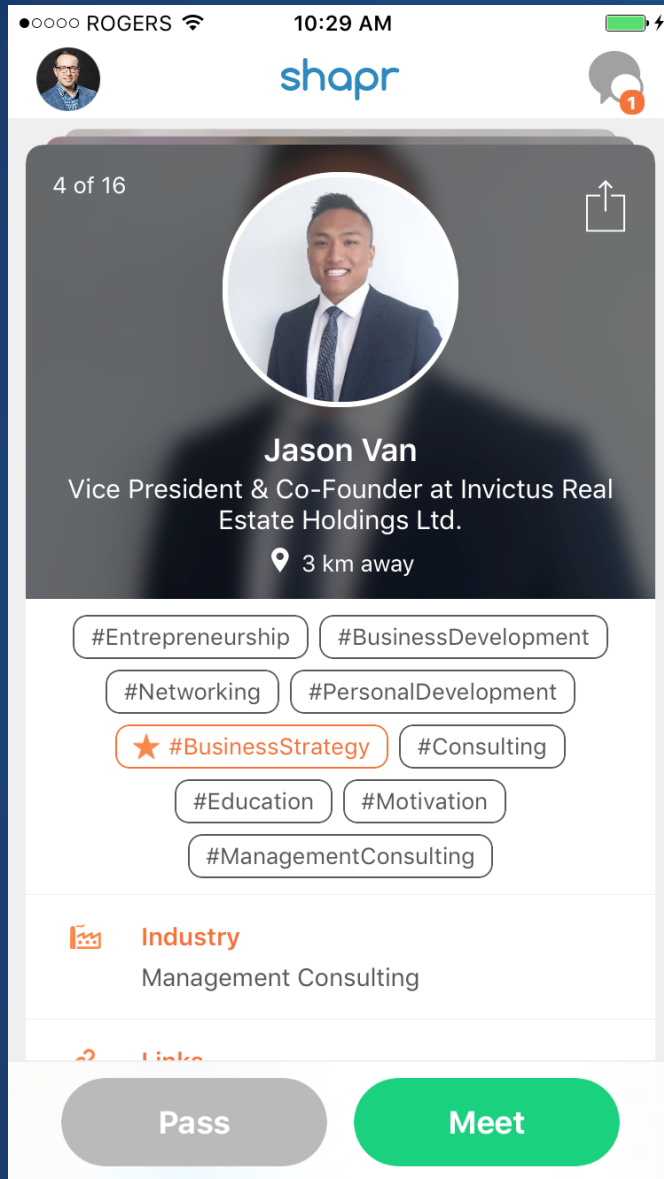 ROGERS 10:29 AM
shapr
1
4 of 16
Jason Van
Vice President & Co-Founder at Invictus Real
Estate Holdings Ltd.
3 km away
#Entrepreneurship #BusinessDevelopment
#Networking #PersonalDevelopment
#BusinessStrategy #Consulting
#Education #Motivation
#ManagementConsulting
Industry
Management Consulting
Links
Pass Meet